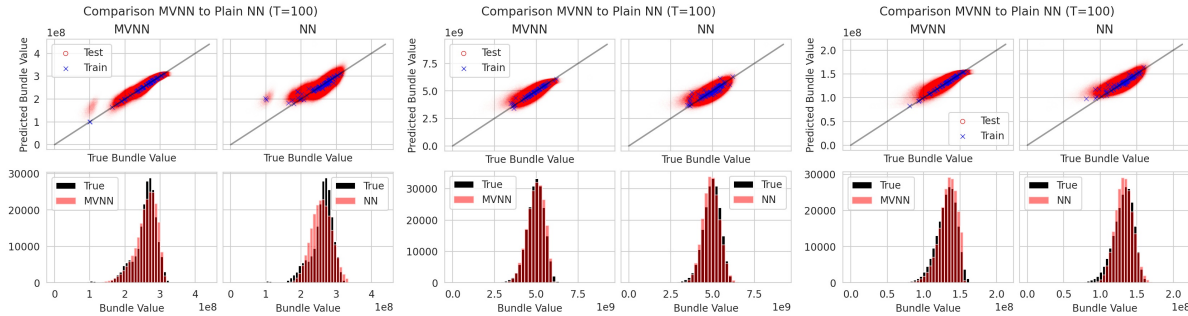 Comparison MVNN to Plain NN (T=100)
MVNN
NN
1e8
Test
Train
4
3
2
1
0
Predicted Bundle Value
True Bundle Value
True Bundle Value
30000
20000
10000
0
True
MVNN
True
NN
0
2
4
0
2
4
1e8
1e8
Bundle Value
Bundle Value
Comparison MVNN to Plain NN (T=100)
MVNN
NN
1e9
Test
Train
7.5
5.0
2.5
0.0
Predicted Bundle Value
True Bundle Value
True Bundle Value
30000
20000
10000
0
True
MVNN
True
NN
0.0
2.5
5.0
7.5
0.0
2.5
5.0
7.5
1e9
1e9
Bundle Value
Bundle Value
Comparison MVNN to Plain NN (T=100)
MVNN
NN
1e8
2.0
1.5
1.0
0.5
0.0
Predicted Bundle Value
Test
Train
True Bundle Value
True Bundle Value
30000
20000
10000
0
True
MVNN
True
NN
0.0
0.5
1.0
1.5
2.0
0.0
0.5
1.0
1.5
2.0
1e8
1e8
Bundle Value
Bundle Value